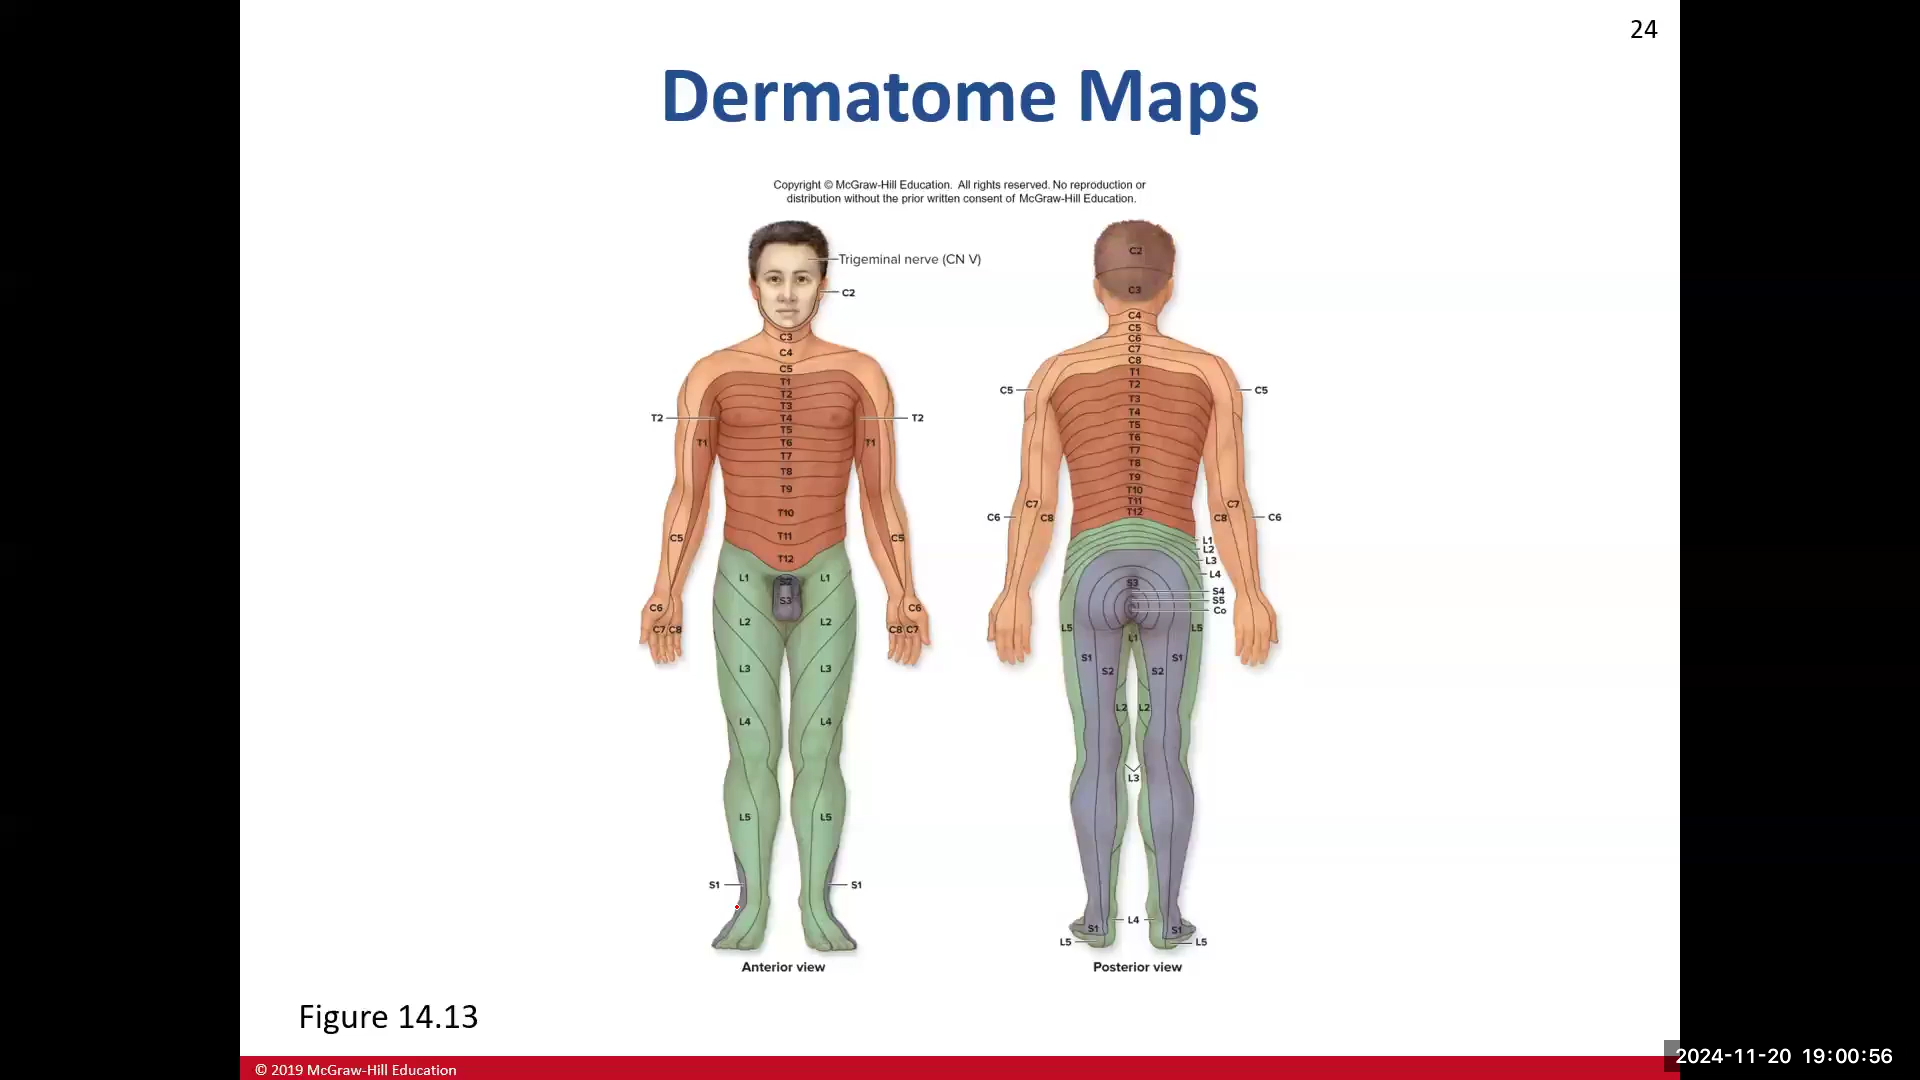 24
Dermatome Maps
Copyright © McGraw-Hill Education. All rights reserved. No reproduction or
distribution without the prior written consent of McGraw-Hill Education.
Trigeminal nerve (CN V)
C2
C3
C4
C5
T1
T2
T3
T2 T4 T2
T5
T1 T6 T1
T7
T8
T9
T10
C5 T11 C5
T12
L1 S2 L1
S3
C6 C6
L2 L2
C7 C8 C8 C7
L3 L3
L4 L4
L5 L5
S1 S1
Anterior view
C2
C3
C4
C5
C6
C7
C8
T1
T2
C5 C5
T3
T4
T5
T6
T7
T8
T9
T10
C7 T11 C7
T12
C6 C8 C8 C6
L1
L2
L3
L4
S3
S4
S5
Co
L5 L5
L1
S1 S1
S2 S2
L2 L2
L3
L4
S1 S1
L5 L5
Posterior view
Figure 14.13
© 2019 McGraw-Hill Education
2024-11-20 19:00:56